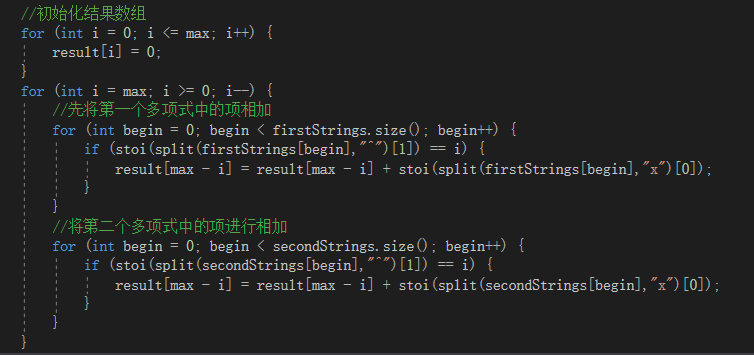 //初始化结果数组
for (int i = 0; i <= max; i++) {
result[i] = 0;
}
for (int i = max; i >= 0; i--) {
//先将第一个多项式中的项相加
for (int begin = 0; begin < firstStrings.size(); begin++) {
if (stoi(split(firstStrings[begin],"^")[1]) == i) {
result[max - i] = result[max - i] + stoi(split(firstStrings[begin],"x")[0]);
}
}
//将第二个多项式中的项进行相加
for (int begin = 0; begin < secondStrings.size(); begin++) {
if (stoi(split(secondStrings[begin],"^")[1]) == i) {
result[max - i] = result[max - i] + stoi(split(secondStrings[begin],"x")[0]);
}
}
}